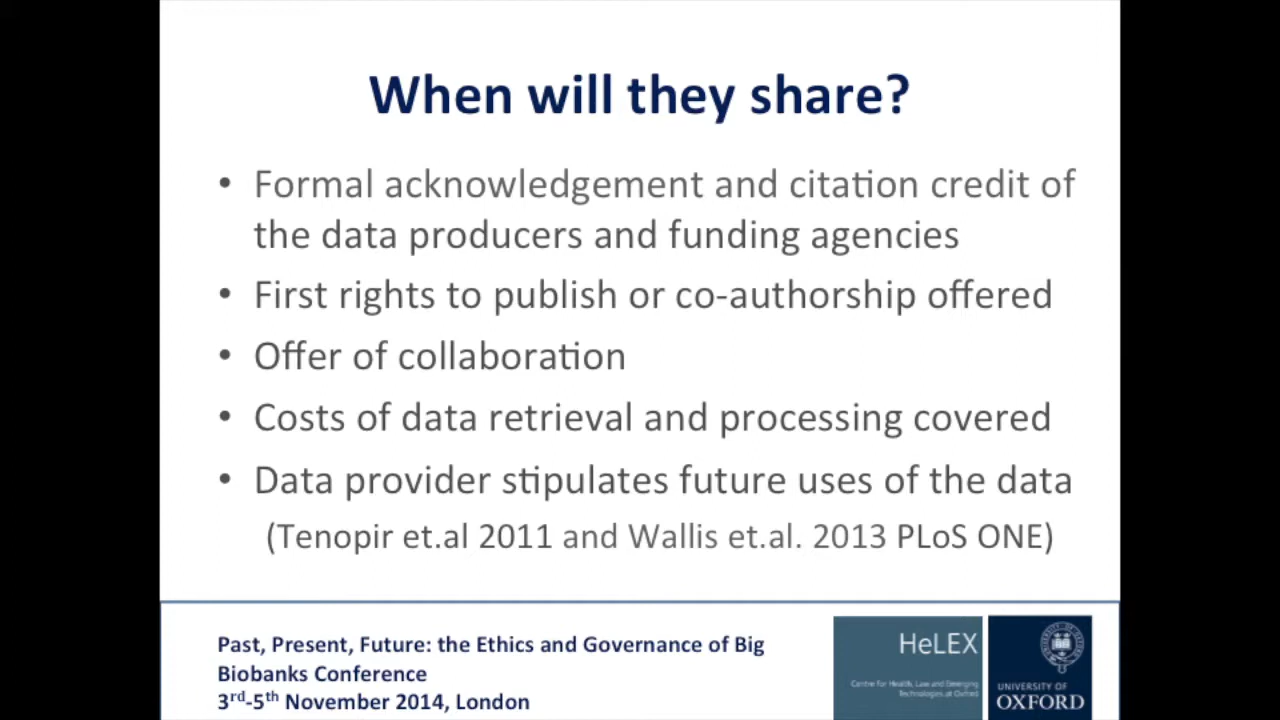 When will they share?
• Formal acknowledgement and citation credit of
the data producers and funding agencies
• First rights to publish or co-authorship offered
• Offer of collaboration
• Costs of data retrieval and processing covered
• Data provider stipulates future uses of the data
(Tenopir et.al 2011 and Wallis et.al. 2013 PLoS ONE)
Past, Present, Future: the Ethics and Governance of Big
Biobanks Conference
3rd-5th November 2014, London
HeLEX
Centre for Health, Law and Emerging
Technologies at Oxford
UNIVERSITY OF
OXFORD